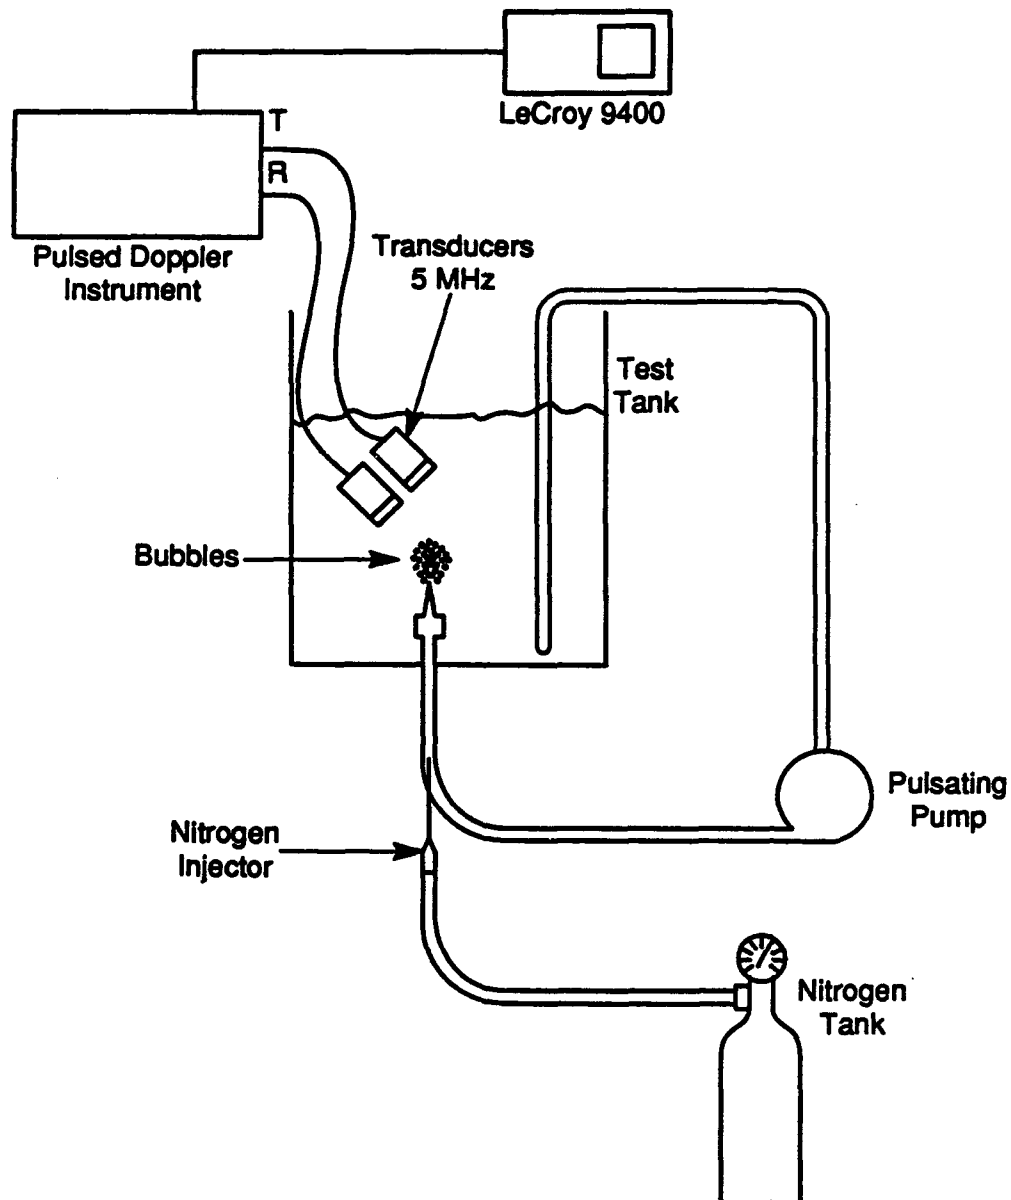 LeCroy 9400
T
R
Pulsed Doppler
Instrument
Transducers
5 MHz
Test
Tank
Bubbles
Pulsating
Pump
Nitrogen
Injector
Nitrogen
Tank